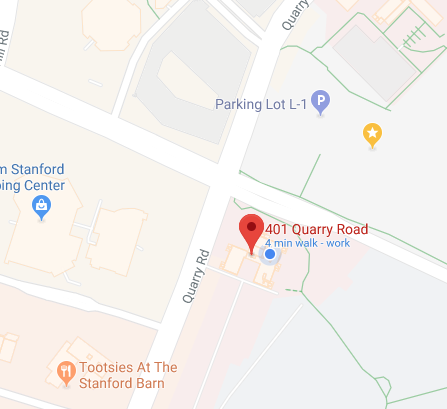 Quarry
Rd
Parking Lot L-1
P
m Stanford
ping Center
401 Quarry Road
4 min walk - work
Quarry Rd
Tootsies At The
Stanford Barn